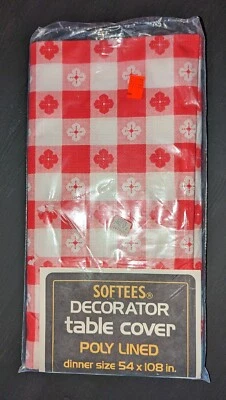 SOFTEES®
DECORATOR
table cover
POLY LINED
dinner size 54 x 108 in.